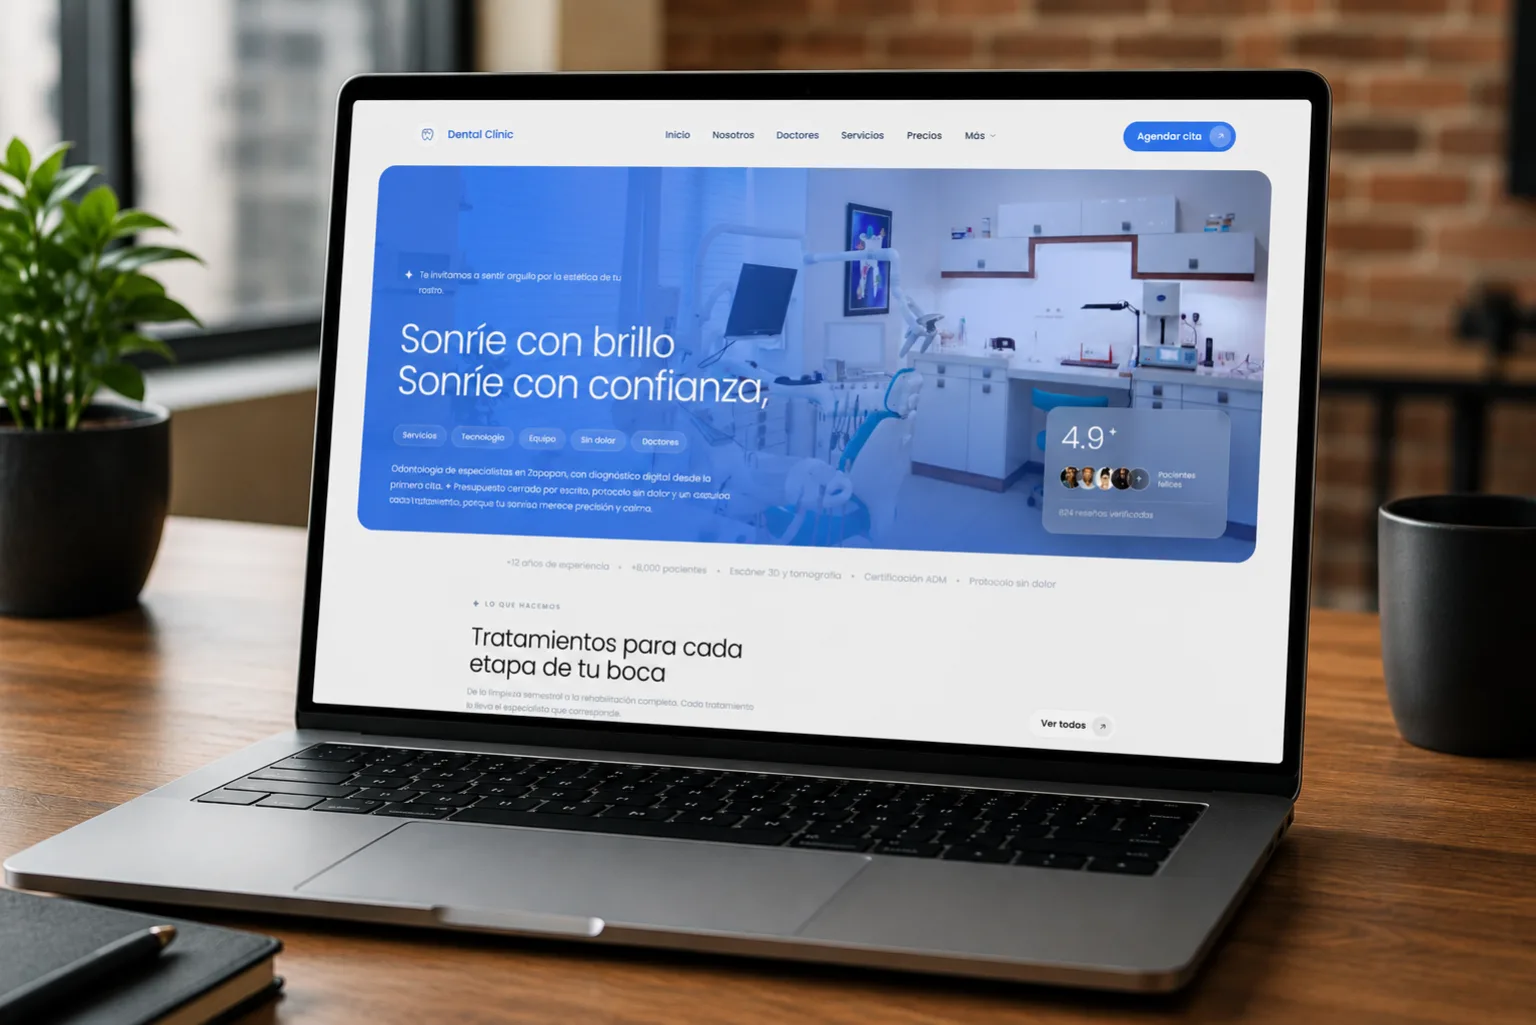 Dental Clinic
Inicio
Nosotros
Doctores
Servicios
Precios
Más
Agendar cita
Te invitamos a sentir orgullo por la estética de tu
rostro.
Sonríe con brillo
Sonríe con confianza,
Servicios
Tecnología
Equipo
Sin dolor
Doctores
Odontología de especialistas en Zapopan, con diagnóstico digital desde la
primera cita. + Presupuesto cerrado por escrito, protocolo sin dolor y un
cada tratamiento, porque tu sonrisa merece precisión y calma.
4.9+
Pacientes
felices
624 reseñas verificadas
+12 años de experiencia • +8,000 pacientes • Escáner 3D y tomografía • Certificación ADM • Protocolo sin dolor
LO QUE HACEMOS
Tratamientos para cada
etapa de tu boca
De la limpieza semestral a la rehabilitación completa. Cada tratamiento
lo lleva el especialista que corresponde.
Ver todos